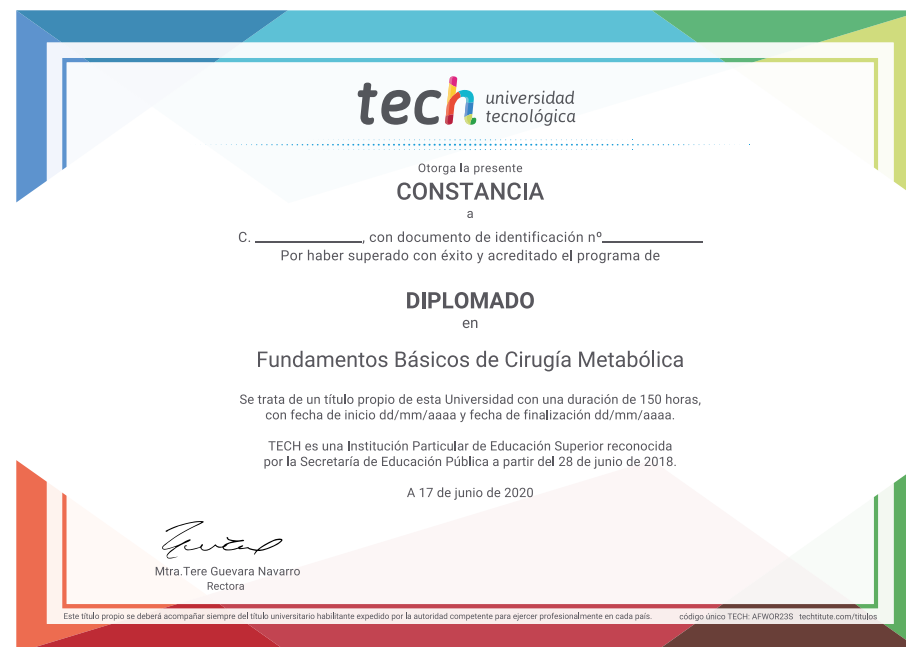 tech universidad
tecnológica
Otorga la presente
CONSTANCIA
a
C. ____________, con documento de identificación nº____________
Por haber superado con éxito y acreditado el programa de
DIPLOMADO
en
Fundamentos Básicos de Cirugía Metabólica
Se trata de un título propio de esta Universidad con una duración de 150 horas,
con fecha de inicio dd/mm/aaaa y fecha de finalización dd/mm/aaaa.
TECH es una Institución Particular de Educación Superior reconocida
por la Secretaría de Educación Pública a partir del 28 de junio de 2018.
A 17 de junio de 2020
Mtra.Tere Guevara Navarro
Rectora
Este título propio se deberá acompañar siempre del título universitario habilitante expedido por la autoridad competente para ejercer profesionalmente en cada país. código único TECH: AFWOR23S techtitute.com/titulos